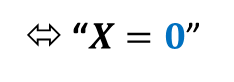 ⇔ “X = 0”